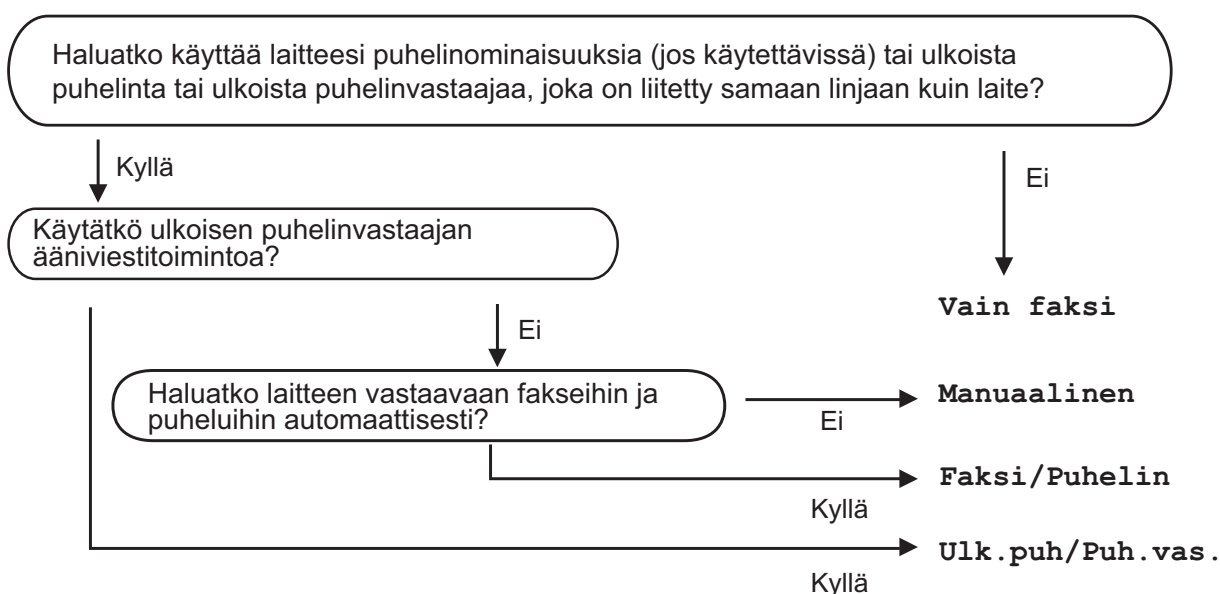 Haluatko käyttää laitteesi puhelinominaisuuksia (jos käytettävissä) tai ulkoista
puhelinta tai ulkoista puhelinvastaajaa, joka on liitetty samaan linjaan kuin laite?
Kyllä
Ei
Käytätkö ulkoisen puhelinvastaajan
ääniviestitoimintoa?
Vain faksi
Ei
Haluatko laitteen vastaavaan fakseihin ja
puheluihin automaattisesti?
Ei
Manuaalinen
Kyllä
Faksi/Puhelin
Kyllä
Ulk.puh/Puh.vas.